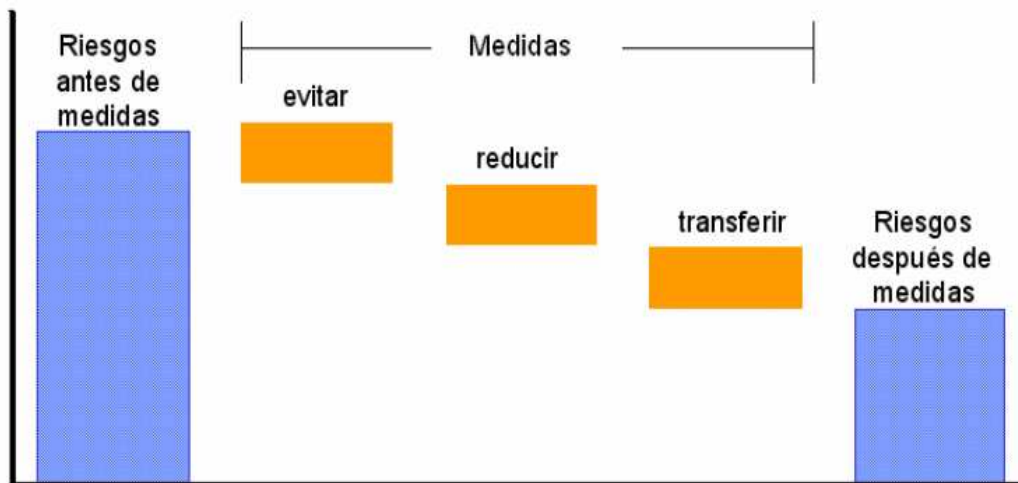 Riesgos
antes de
medidas
Medidas
evitar
reducir
transferir
Riesgos
después de
medidas